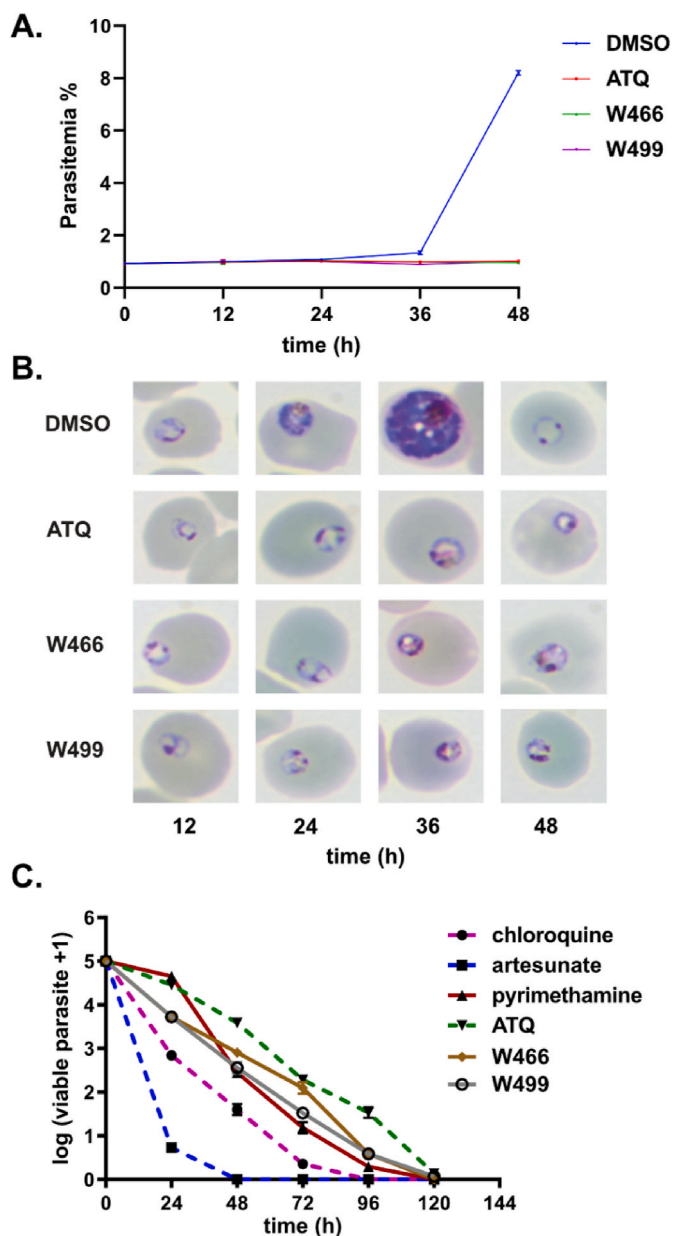 A.
10
8
6
4
2
0
Parasitemia %
0 12 24 36 48
time (h)
DMSO
ATQ
W466
W499
B.
DMSO
ATQ
W466
W499
12 24 36 48
time (h)
C.
6
5
4
3
2
1
0
log (viable parasite +1)
0 24 48 72 96 120 144
time (h)
chloroquine
artesunate
pyrimethamine
ATQ
W466
W499